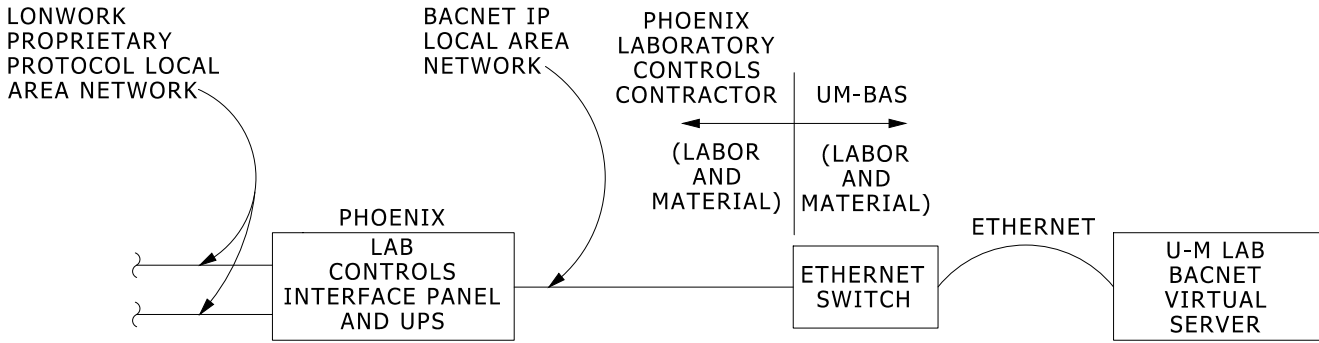 LONWORK
PROPRIETARY
PROTOCOL LOCAL
AREA NETWORK
BACNET IP
LOCAL AREA
NETWORK
PHOENIX
LABORATORY
CONTROLS
CONTRACTOR
UM-BAS
(LABOR
AND
MATERIAL)
(LABOR
AND
MATERIAL)
PHOENIX
LAB
CONTROLS
INTERFACE PANEL
AND UPS
ETHERNET
SWITCH
ETHERNET
U-M LAB
BACNET
VIRTUAL
SERVER